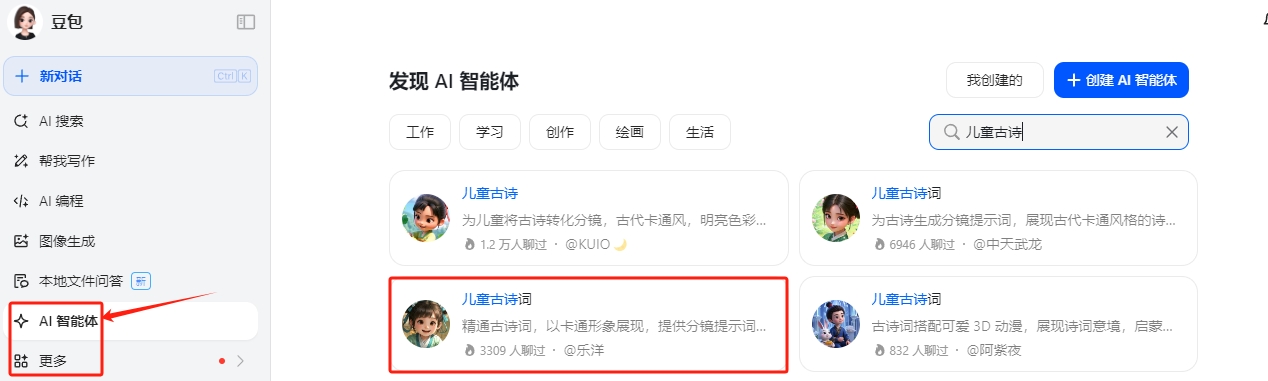 豆包
新对话
Ctrl K
AI 搜索
帮我写作
AI 编程
图像生成
本地文件问答 新
AI 智能体
更多
发现 AI 智能体
我创建的
创建 AI 智能体
工作
学习
创作
绘画
生活
儿童古诗
儿童古诗
为儿童将古诗转化分镜，古代卡通风，明亮色彩...
1.2 万人聊过 · @KUIO🌙
儿童古诗词
为古诗生成分镜提示词，展现古代卡通风格的诗...
6946 人聊过 · @中天武龙
儿童古诗词
精通古诗词，以卡通形象展现，提供分镜提示词...
3309 人聊过 · @乐洋
儿童古诗词
古诗词搭配可爱 3D 动漫，展现诗词意境，启蒙...
832 人聊过 · @阿紫夜